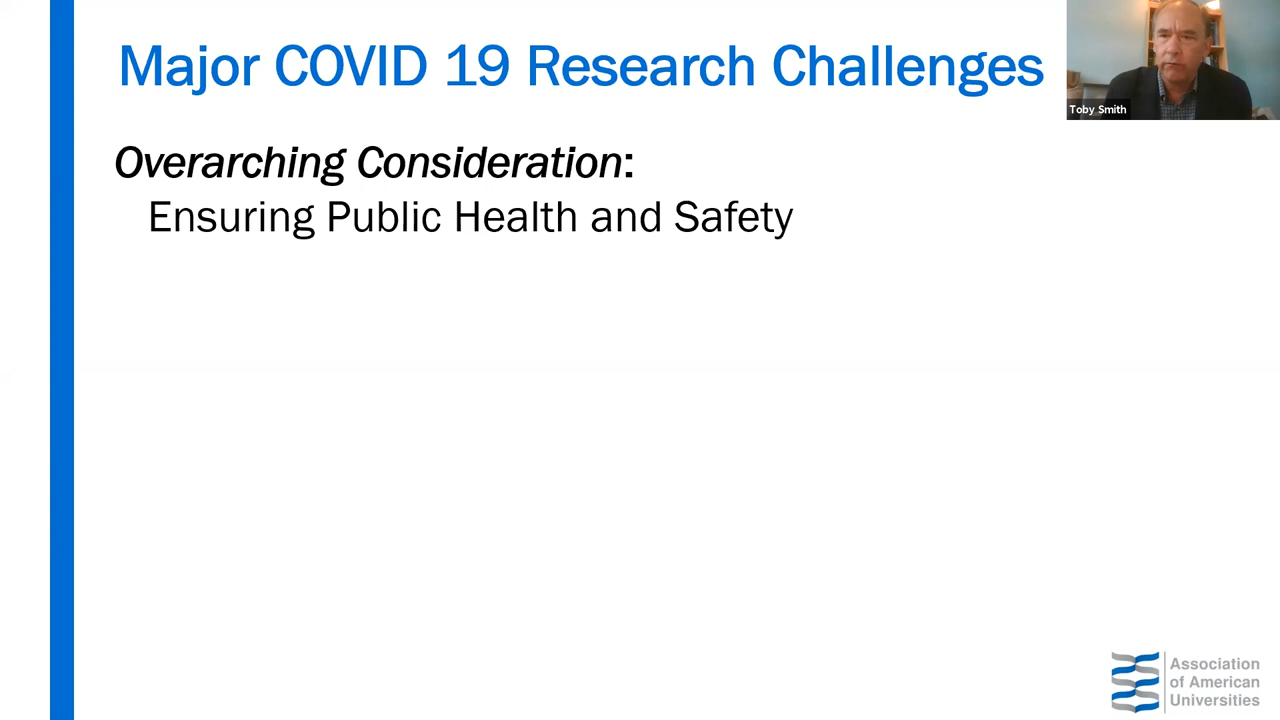 Major COVID 19 Research Challenges
Toby Smith
Overarching Consideration:
Ensuring Public Health and Safety
Association
of American
Universities